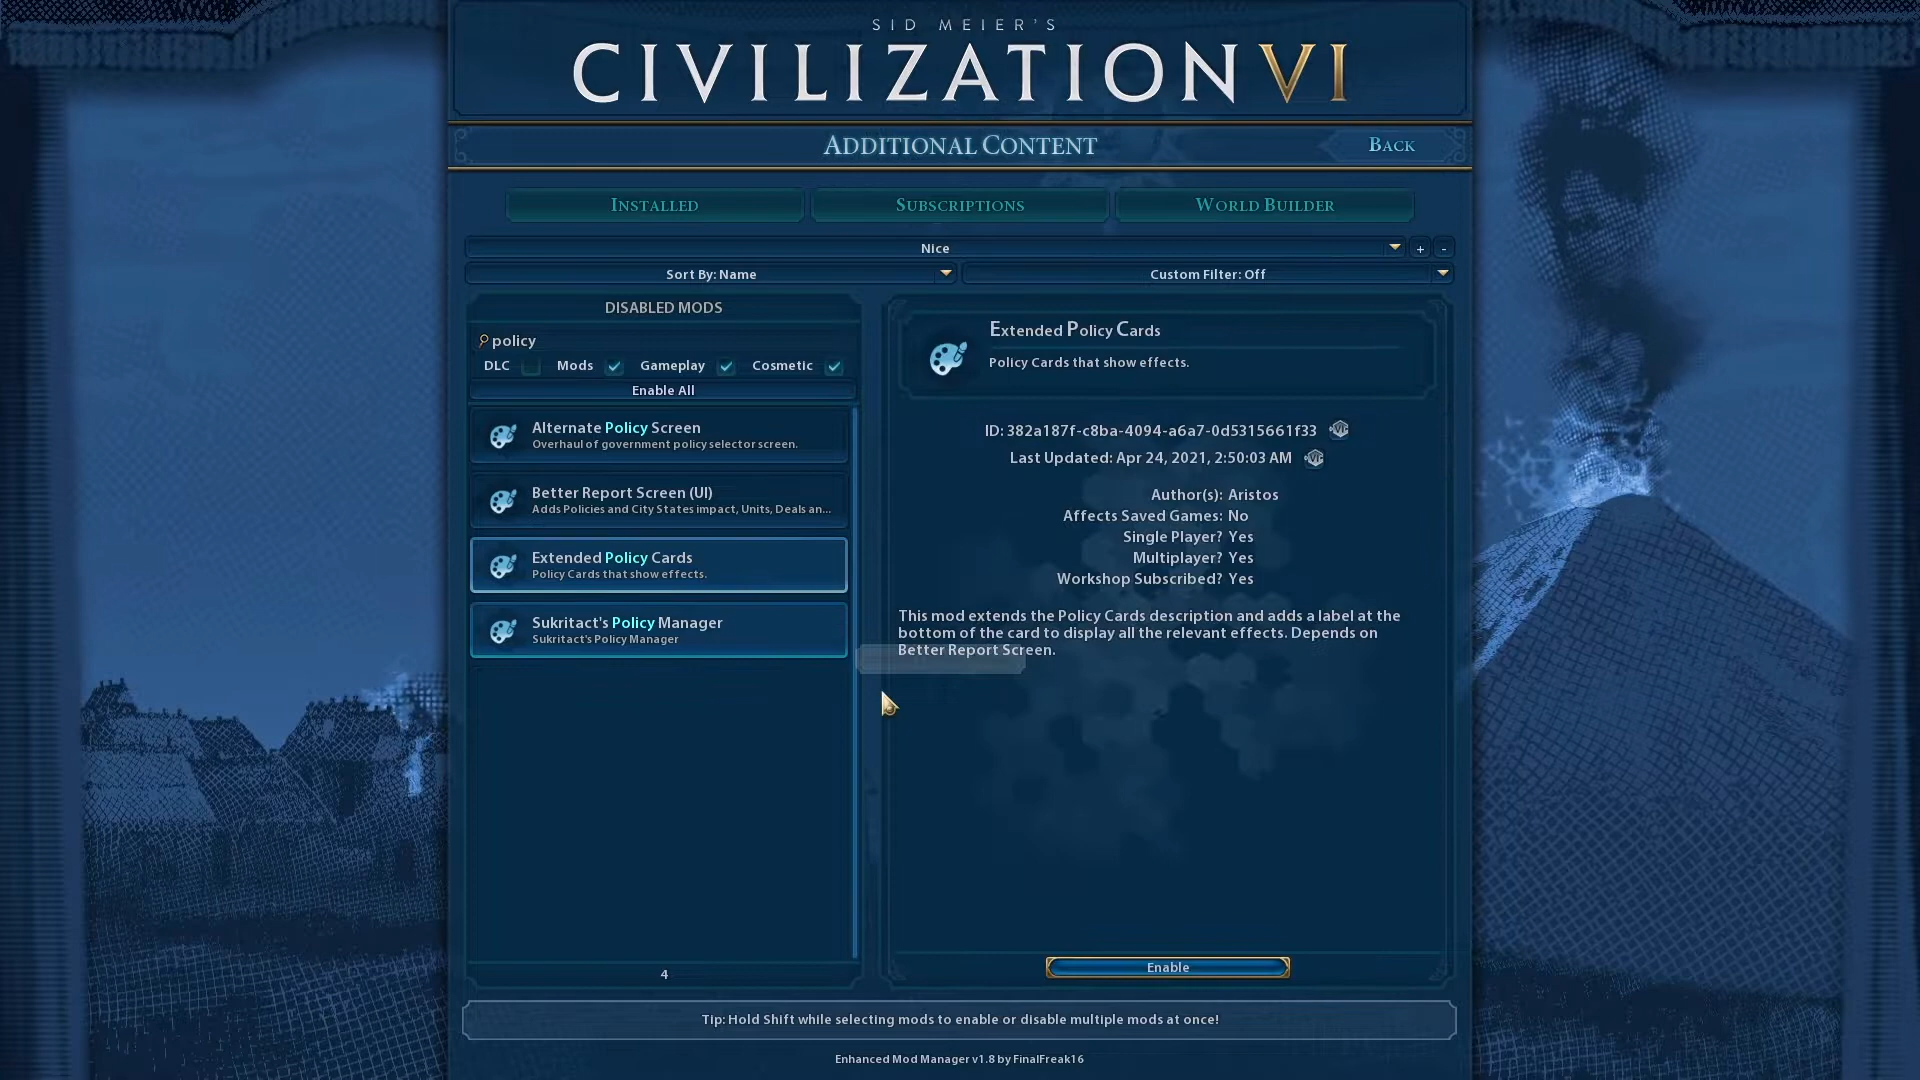 SID MEIER'S
CIVILIZATION VI
ADDITIONAL CONTENT
BACK
INSTALLED
SUBSCRIPTIONS
WORLD BUILDER
Nice
+
-
Sort By: Name
Custom Filter: Off
DISABLED MODS
policy
DLC
Mods
Gameplay
Cosmetic
Enable All
Alternate Policy Screen
Overhaul of government policy selector screen.
Better Report Screen (UI)
Adds Policies and City States impact, Units, Deals an...
Extended Policy Cards
Policy Cards that show effects.
Sukritact's Policy Manager
Sukritact's Policy Manager
4
Extended Policy Cards
Policy Cards that show effects.
ID: 382a187f-c8ba-4094-a6a7-0d5315661f33
Last Updated: Apr 24, 2021, 2:50:03 AM
Author(s): Aristos
Affects Saved Games: No
Single Player? Yes
Multiplayer? Yes
Workshop Subscribed? Yes
This mod extends the Policy Cards description and adds a label at the
bottom of the card to display all the relevant effects. Depends on
Better Report Screen.
Enable
Tip: Hold Shift while selecting mods to enable or disable multiple mods at once!
Enhanced Mod Manager v1.8 by FinalFreak16